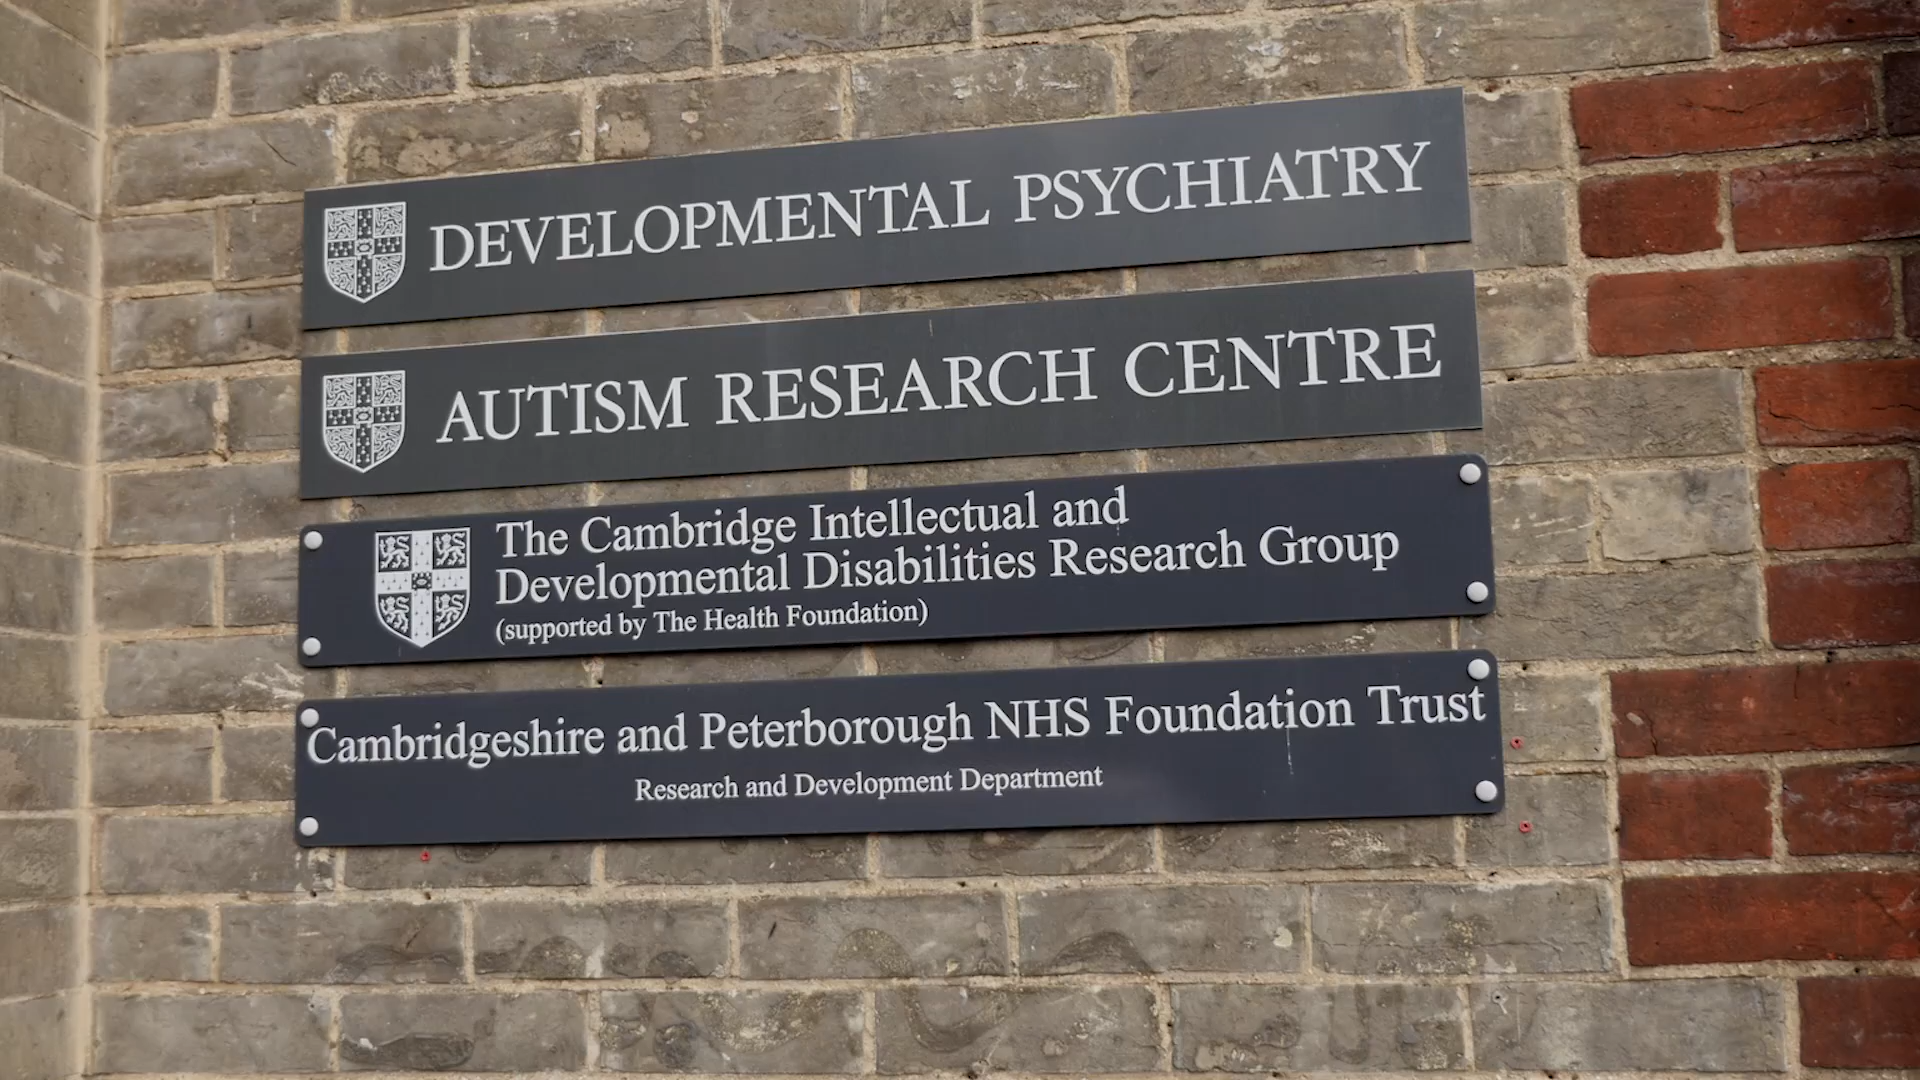 DEVELOPMENTAL PSYCHIATRY
AUTISM RESEARCH CENTRE
The Cambridge Intellectual and
Developmental Disabilities Research Group
(supported by The Health Foundation)
Cambridgeshire and Peterborough NHS Foundation Trust
Research and Development Department